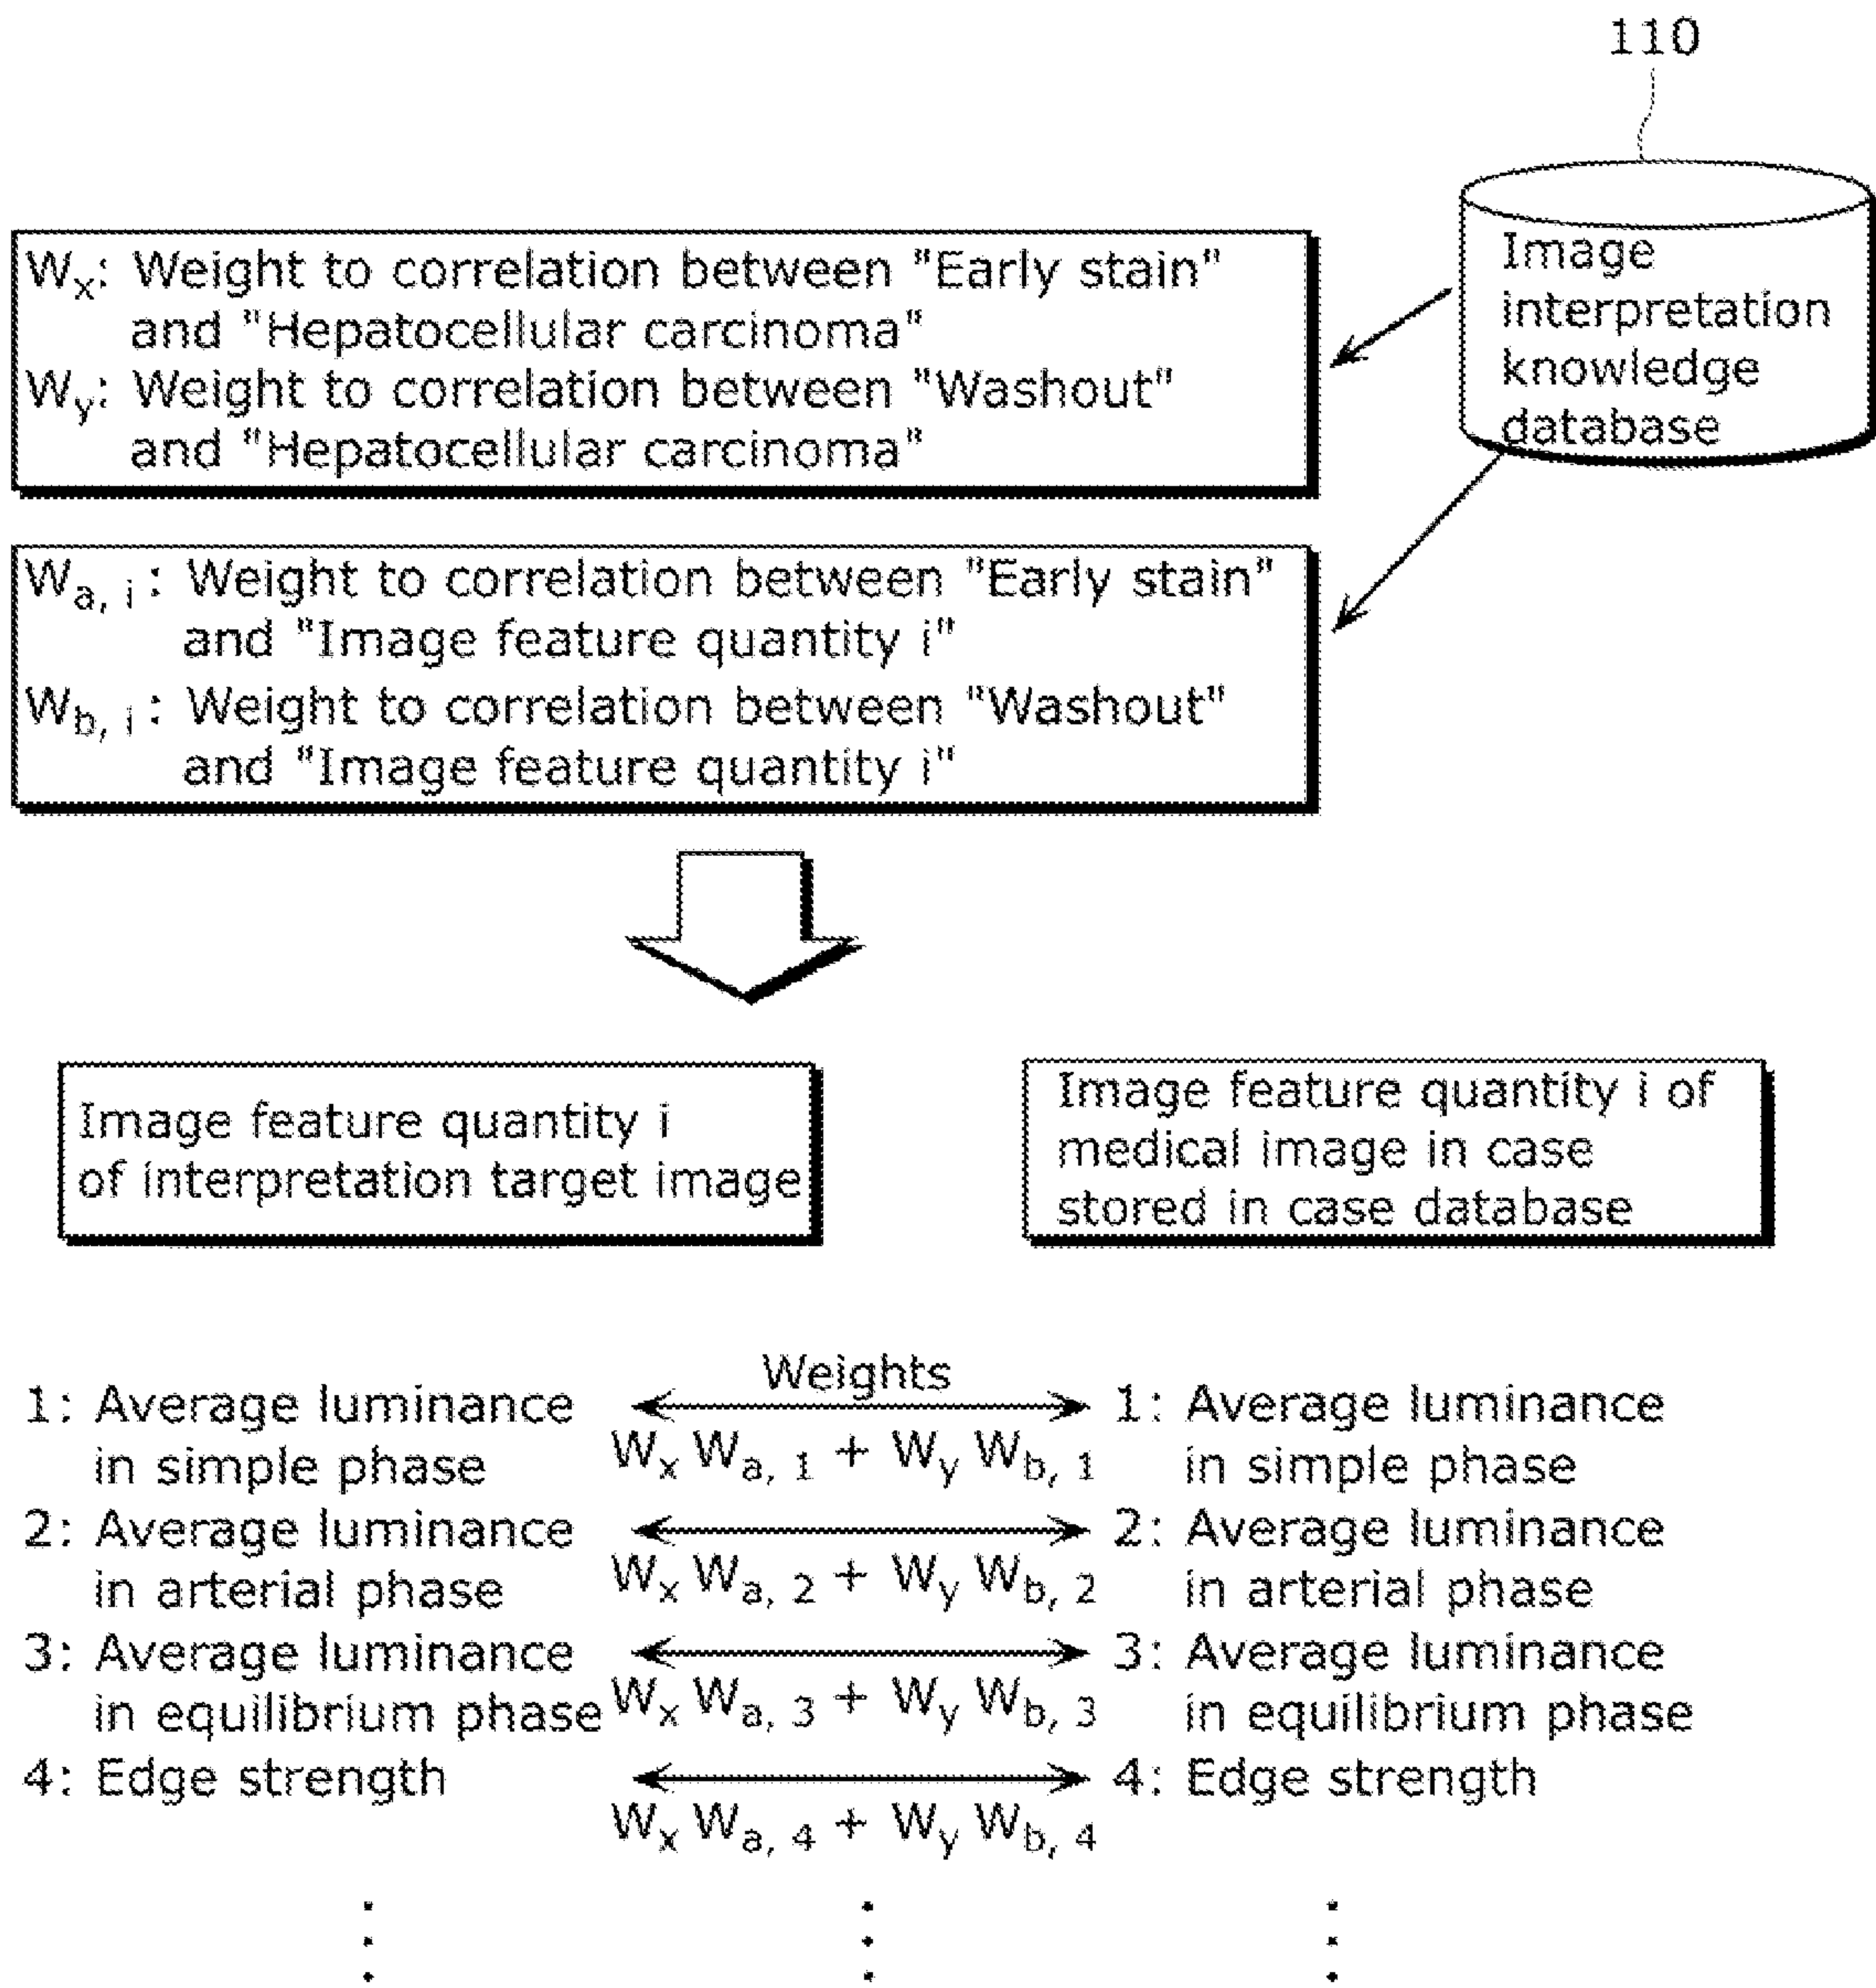 110
Image
interpretation
knowledge
database
Wx: Weight to correlation between "Early stain"
and "Hepatocellular carcinoma"
Wy: Weight to correlation between "Washout"
and "Hepatocellular carcinoma"
Wa, i : Weight to correlation between "Early stain"
and "Image feature quantity i"
Wb, i : Weight to correlation between "Washout"
and "Image feature quantity i"
Image feature quantity i
of interpretation target image
Image feature quantity i of
medical image in case
stored in case database
Weights
1: Average luminance
in simple phase
Wx Wa, 1 + Wy Wb, 1
1: Average luminance
in simple phase
2: Average luminance
in arterial phase
Wx Wa, 2 + Wy Wb, 2
2: Average luminance
in arterial phase
3: Average luminance
in equilibrium phase
Wx Wa, 3 + Wy Wb, 3
3: Average luminance
in equilibrium phase
4: Edge strength
Wx Wa, 4 + Wy Wb, 4
4: Edge strength